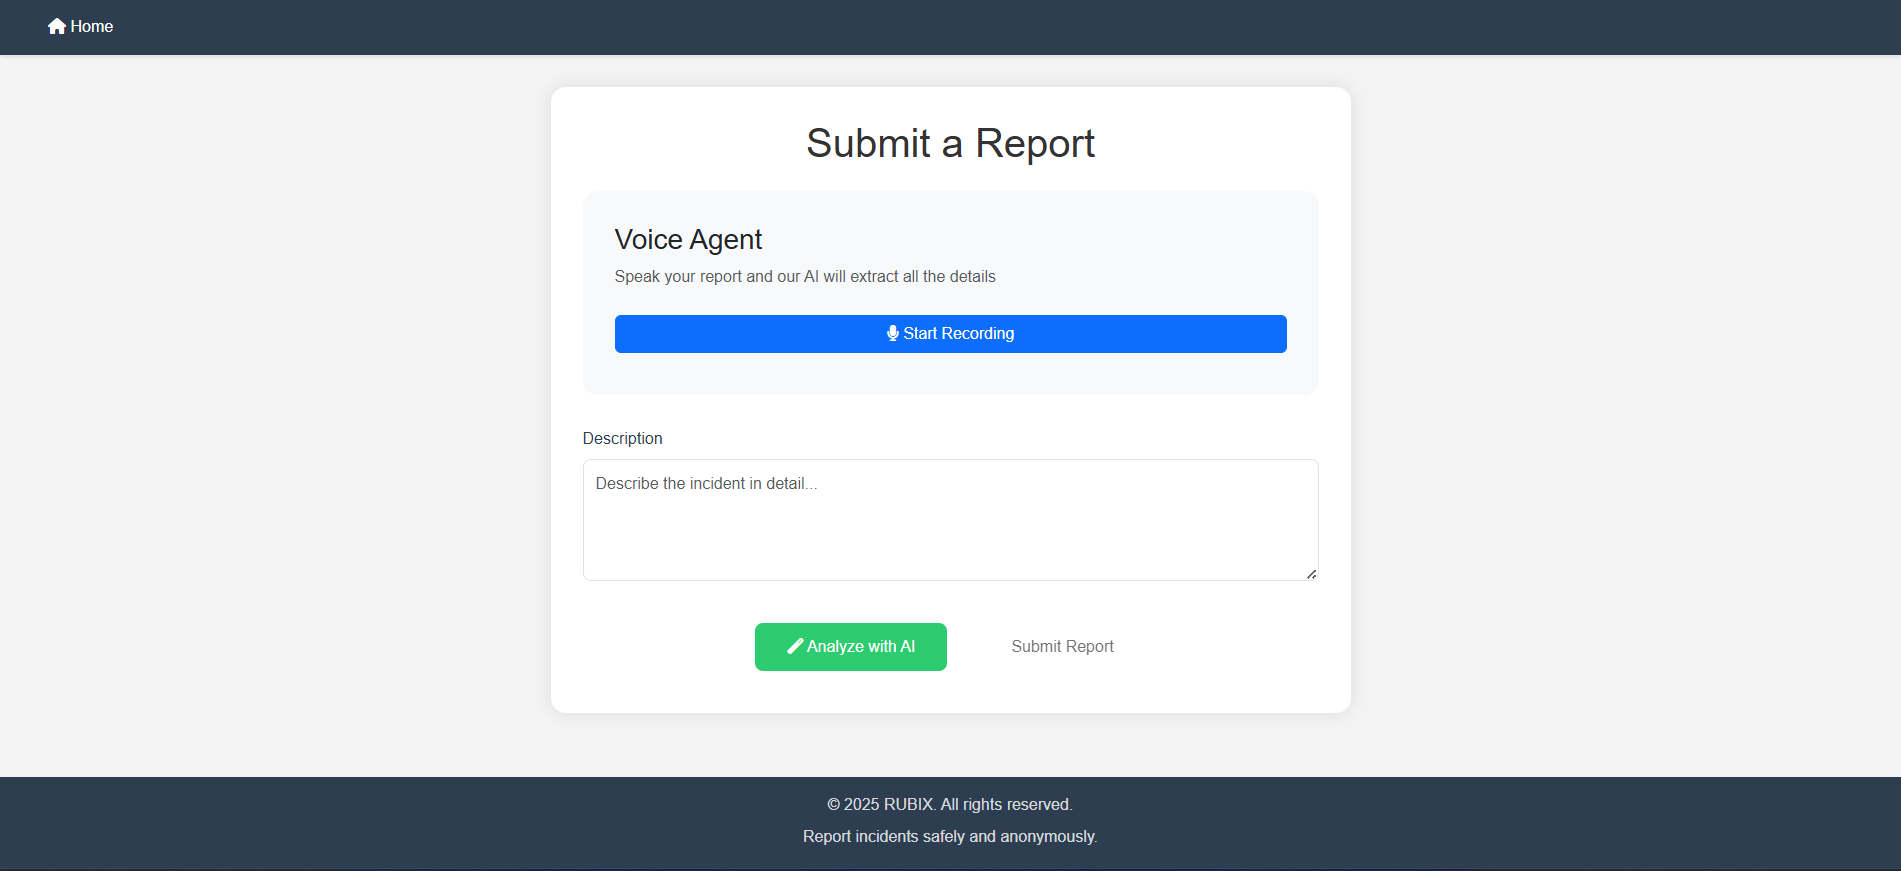 Home
Submit a Report
Voice Agent
Speak your report and our AI will extract all the details
Start Recording
Description
Describe the incident in detail...
Analyze with AI
Submit Report
© 2025 RUBIX. All rights reserved.
Report incidents safely and anonymously.